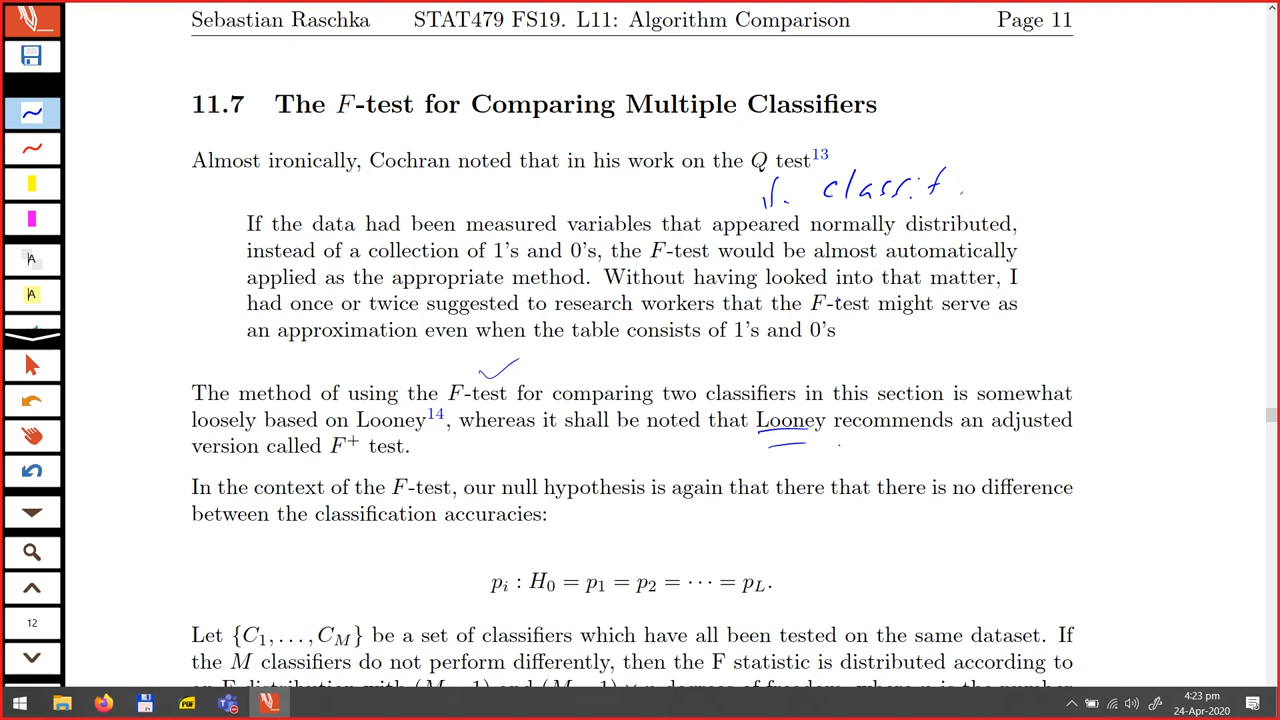 Sebastian Raschka STAT479 FS19. L11: Algorithm Comparison Page 11
11.7 The F-test for Comparing Multiple Classifiers
Almost ironically, Cochran noted that in his work on the Q test13
classif
If the data had been measured variables that appeared normally distributed,
instead of a collection of 1's and 0's, the F-test would be almost automatically
applied as the appropriate method. Without having looked into that matter, I
had once or twice suggested to research workers that the F-test might serve as
an approximation even when the table consists of 1's and 0's
The method of using the F-test for comparing two classifiers in this section is somewhat
loosely based on Looney14, whereas it shall be noted that Looney recommends an adjusted
version called F+ test.
In the context of the F-test, our null hypothesis is again that there that there is no difference
between the classification accuracies:
pi : H0 = p1 = p2 = ··· = pL.
Let {C1, . . . , CM} be a set of classifiers which have all been tested on the same dataset. If
the M classifiers do not perform differently, then the F statistic is distributed according to
12
4:23 pm
24-Apr-2020